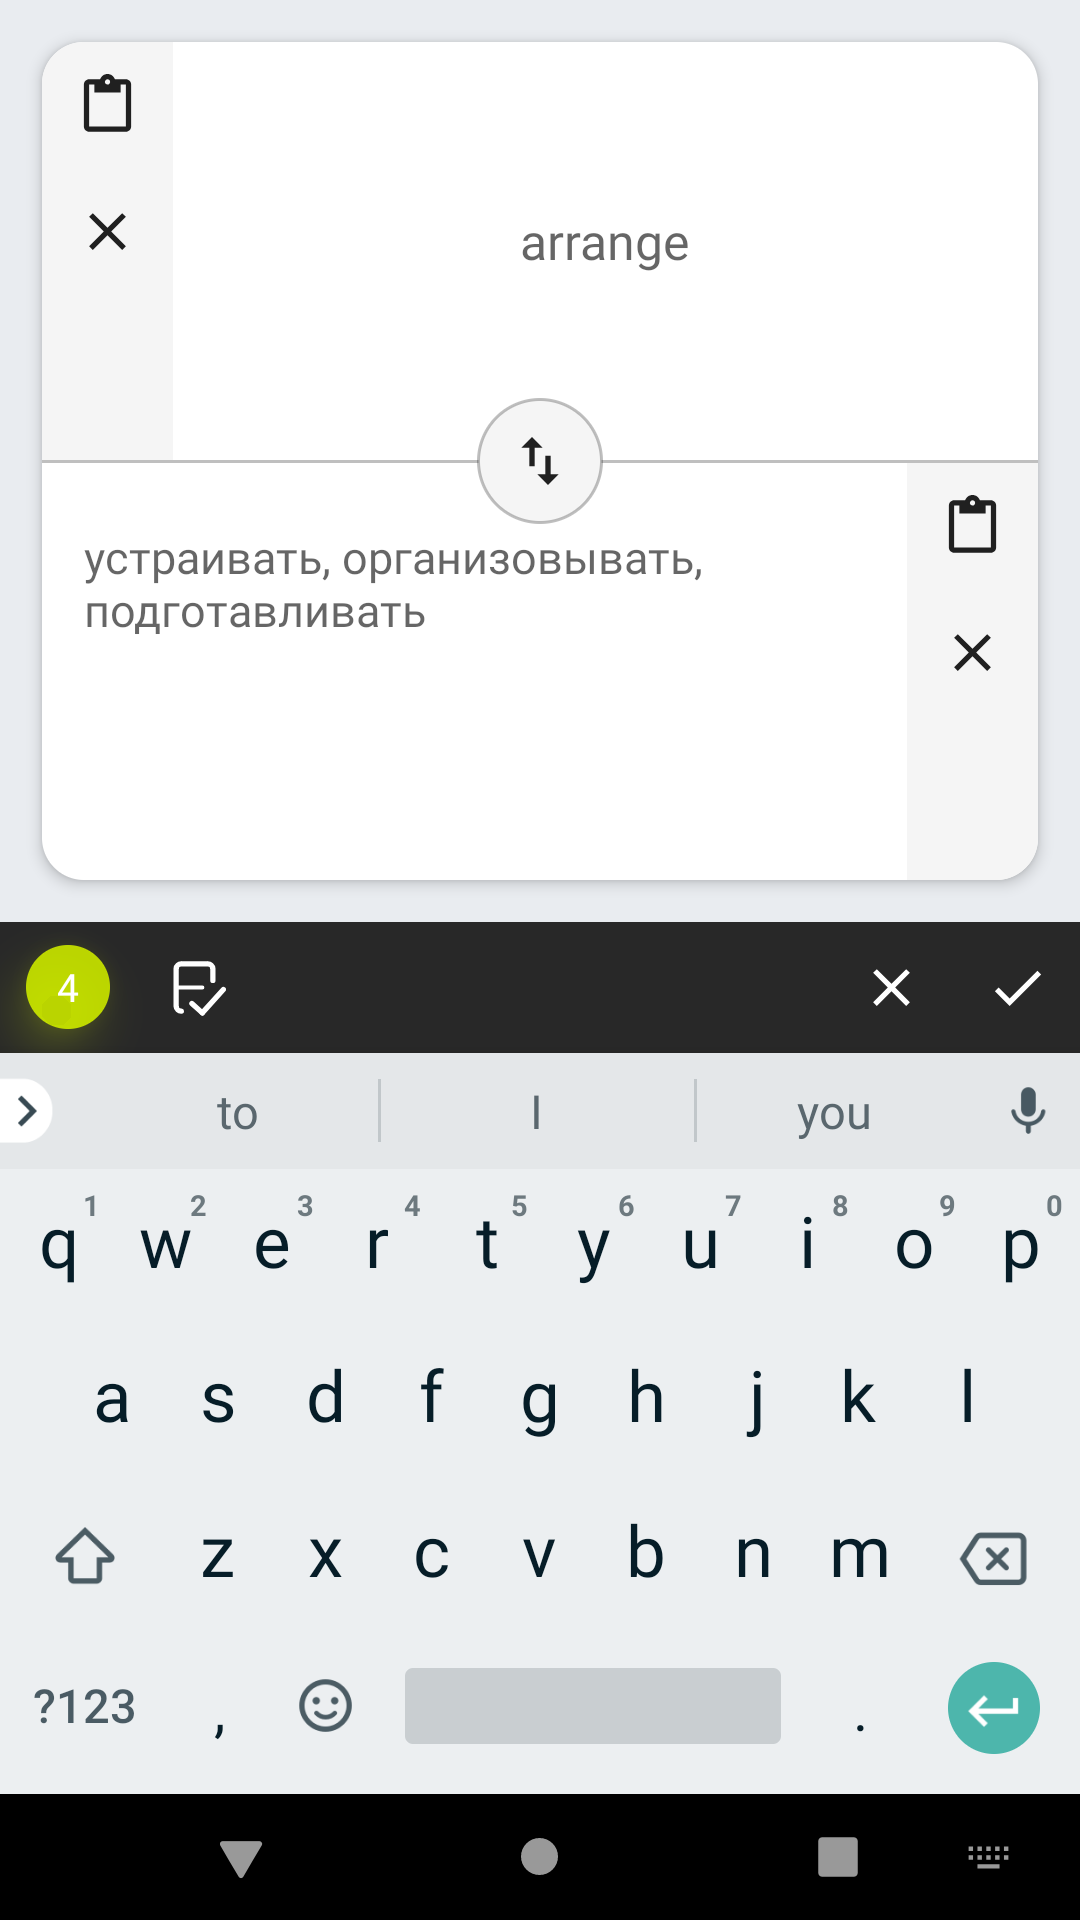 arrange
устраивать, организовывать,
подготавливать
4
to I you
1 2 3 4 5 6 7 8 9 0
q w e r t y u i o p
a s d f g h j k l
z x c v b n m
?123 , .